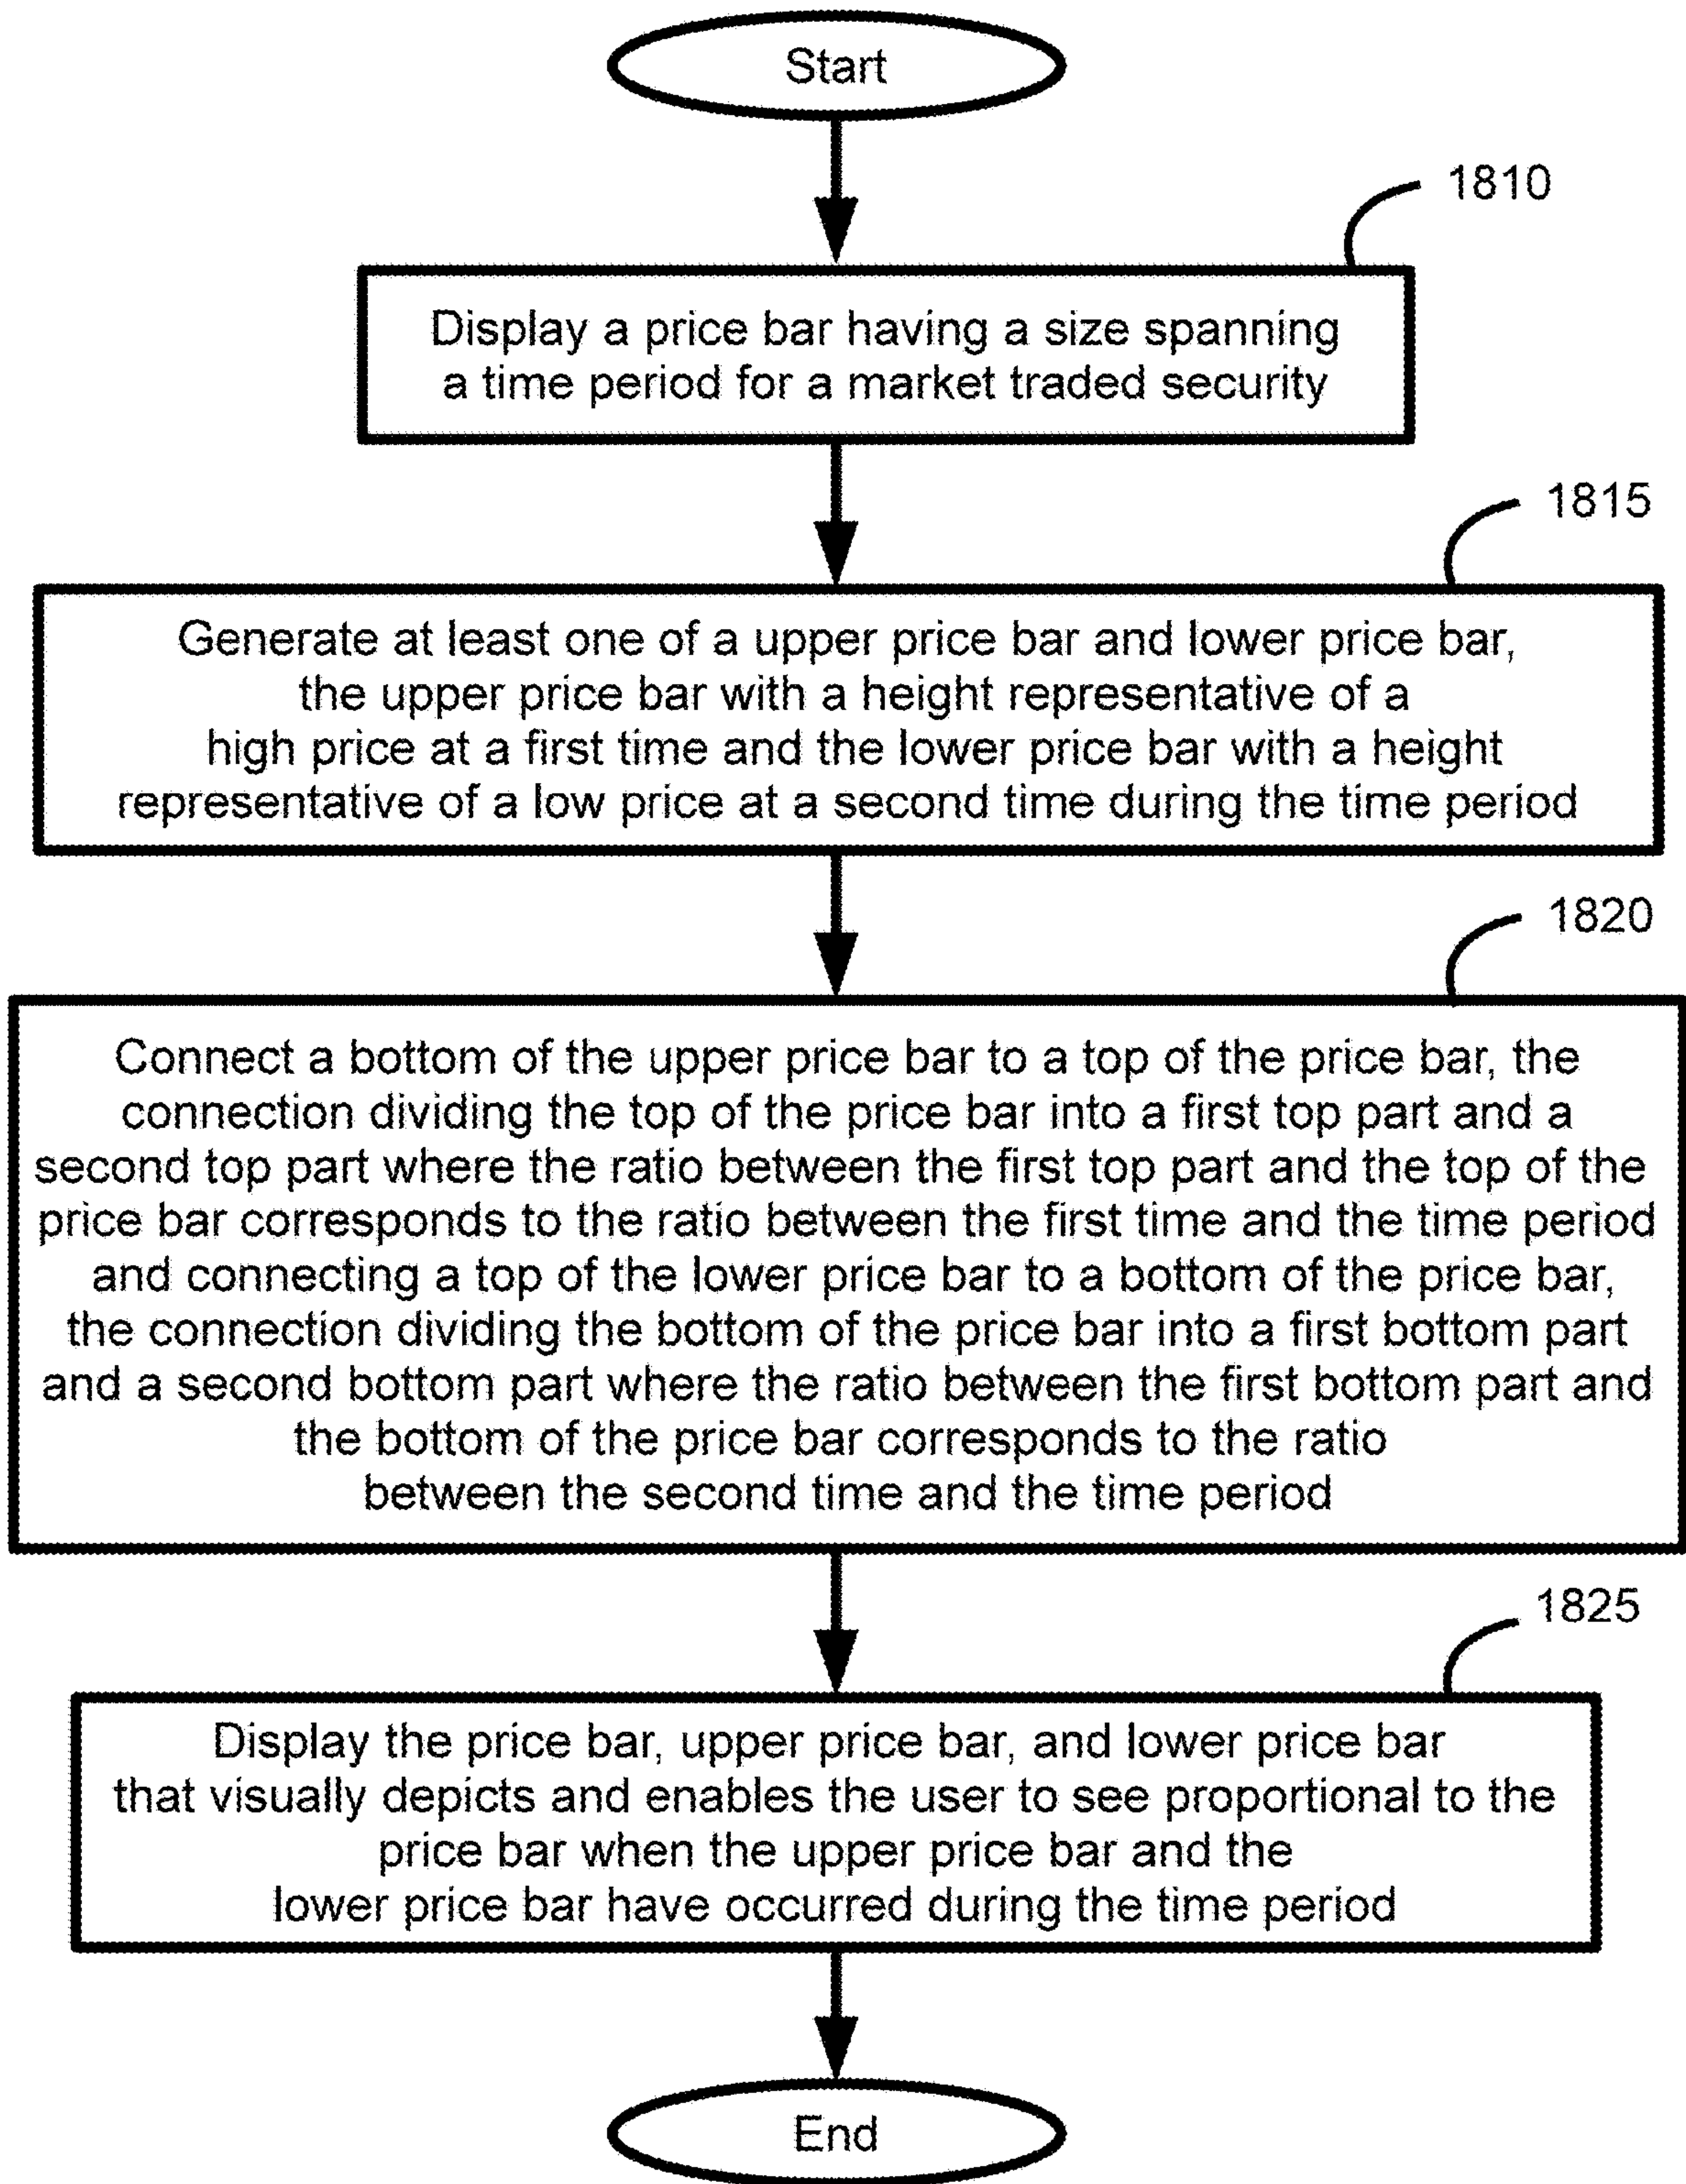 Start
1810
Display a price bar having a size spanning
a time period for a market traded security
1815
Generate at least one of a upper price bar and lower price bar,
the upper price bar with a height representative of a
high price at a first time and the lower price bar with a height
representative of a low price at a second time during the time period
1820
Connect a bottom of the upper price bar to a top of the price bar, the
connection dividing the top of the price bar into a first top part and a
second top part where the ratio between the first top part and the top of the
price bar corresponds to the ratio between the first time and the time period
and connecting a top of the lower price bar to a bottom of the price bar,
the connection dividing the bottom of the price bar into a first bottom part
and a second bottom part where the ratio between the first bottom part and
the bottom of the price bar corresponds to the ratio
between the second time and the time period
1825
Display the price bar, upper price bar, and lower price bar
that visually depicts and enables the user to see proportional to the
price bar when the upper price bar and the
lower price bar have occurred during the time period
End